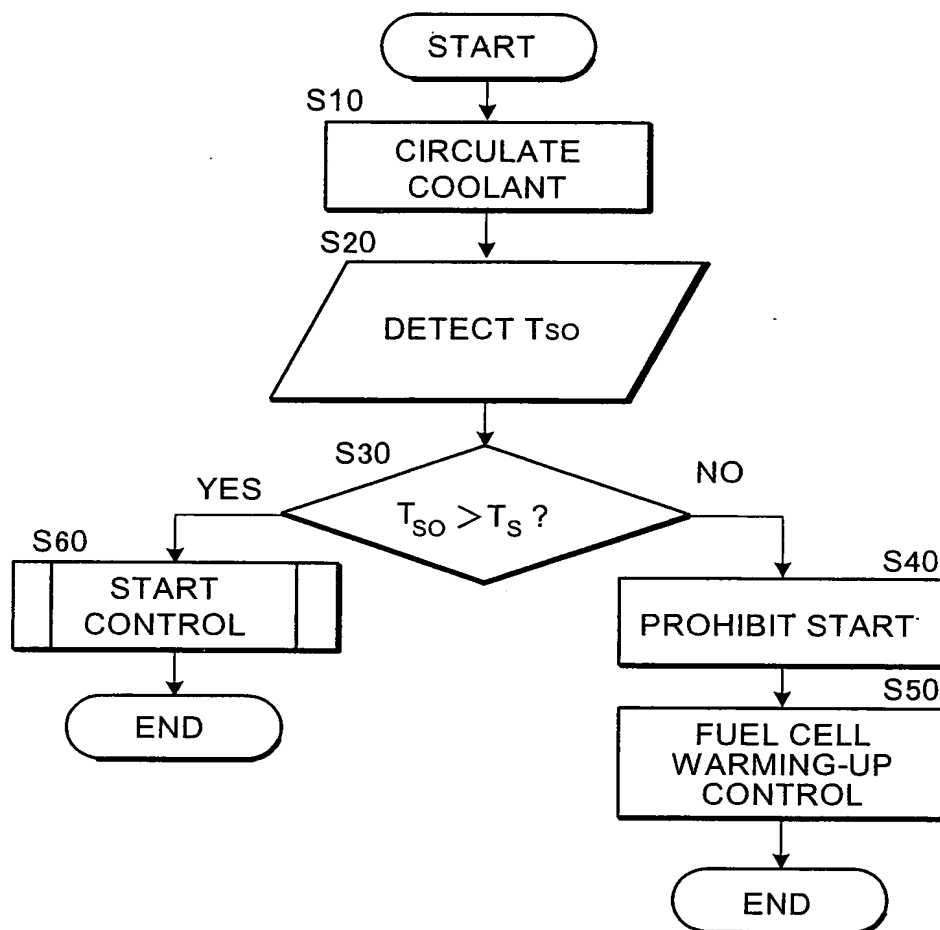 START
S10
CIRCULATE
COOLANT
S20
DETECT TSO
S30
YES
NO
TSO > TS ?
S60
START
CONTROL
END
S40
PROHIBIT START
S50
FUEL CELL
WARMING-UP
CONTROL
END